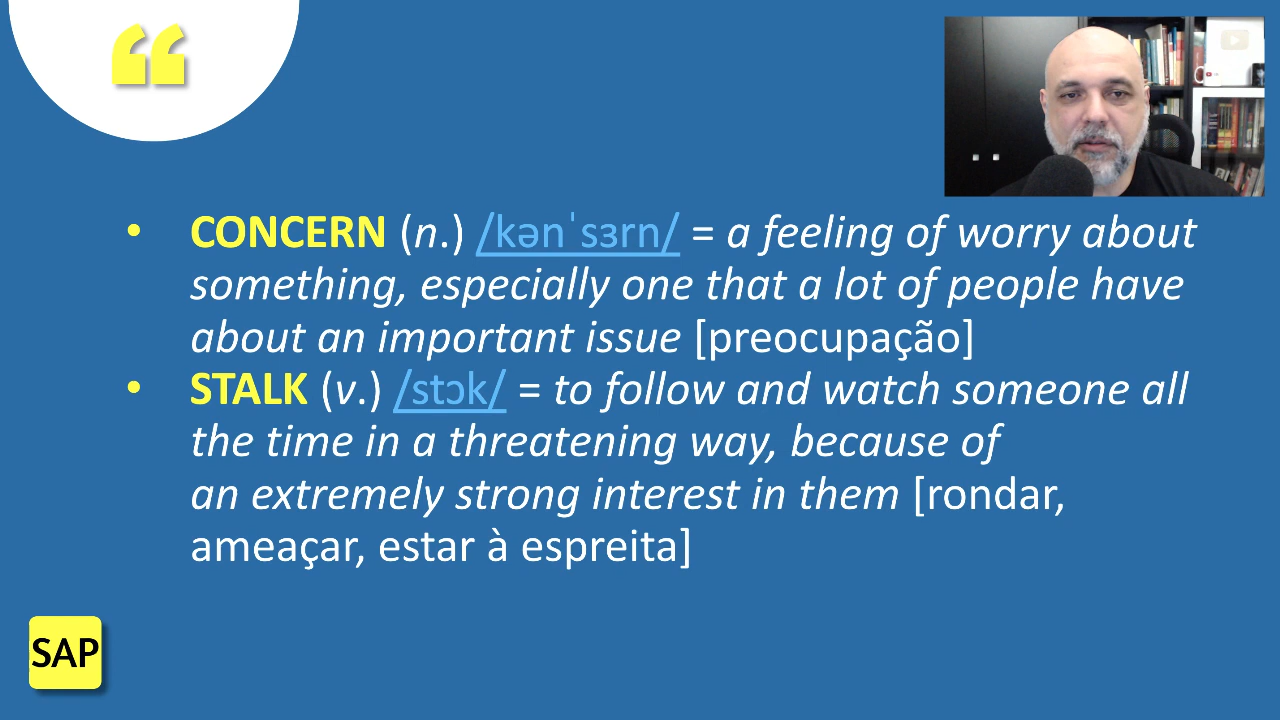 “
• CONCERN (n.) /kənˈsɜrn/ = a feeling of worry about
something, especially one that a lot of people have
about an important issue [preocupação]
• STALK (v.) /stɔk/ = to follow and watch someone all
the time in a threatening way, because of
an extremely strong interest in them [rondar,
ameaçar, estar à espreita]
SAP